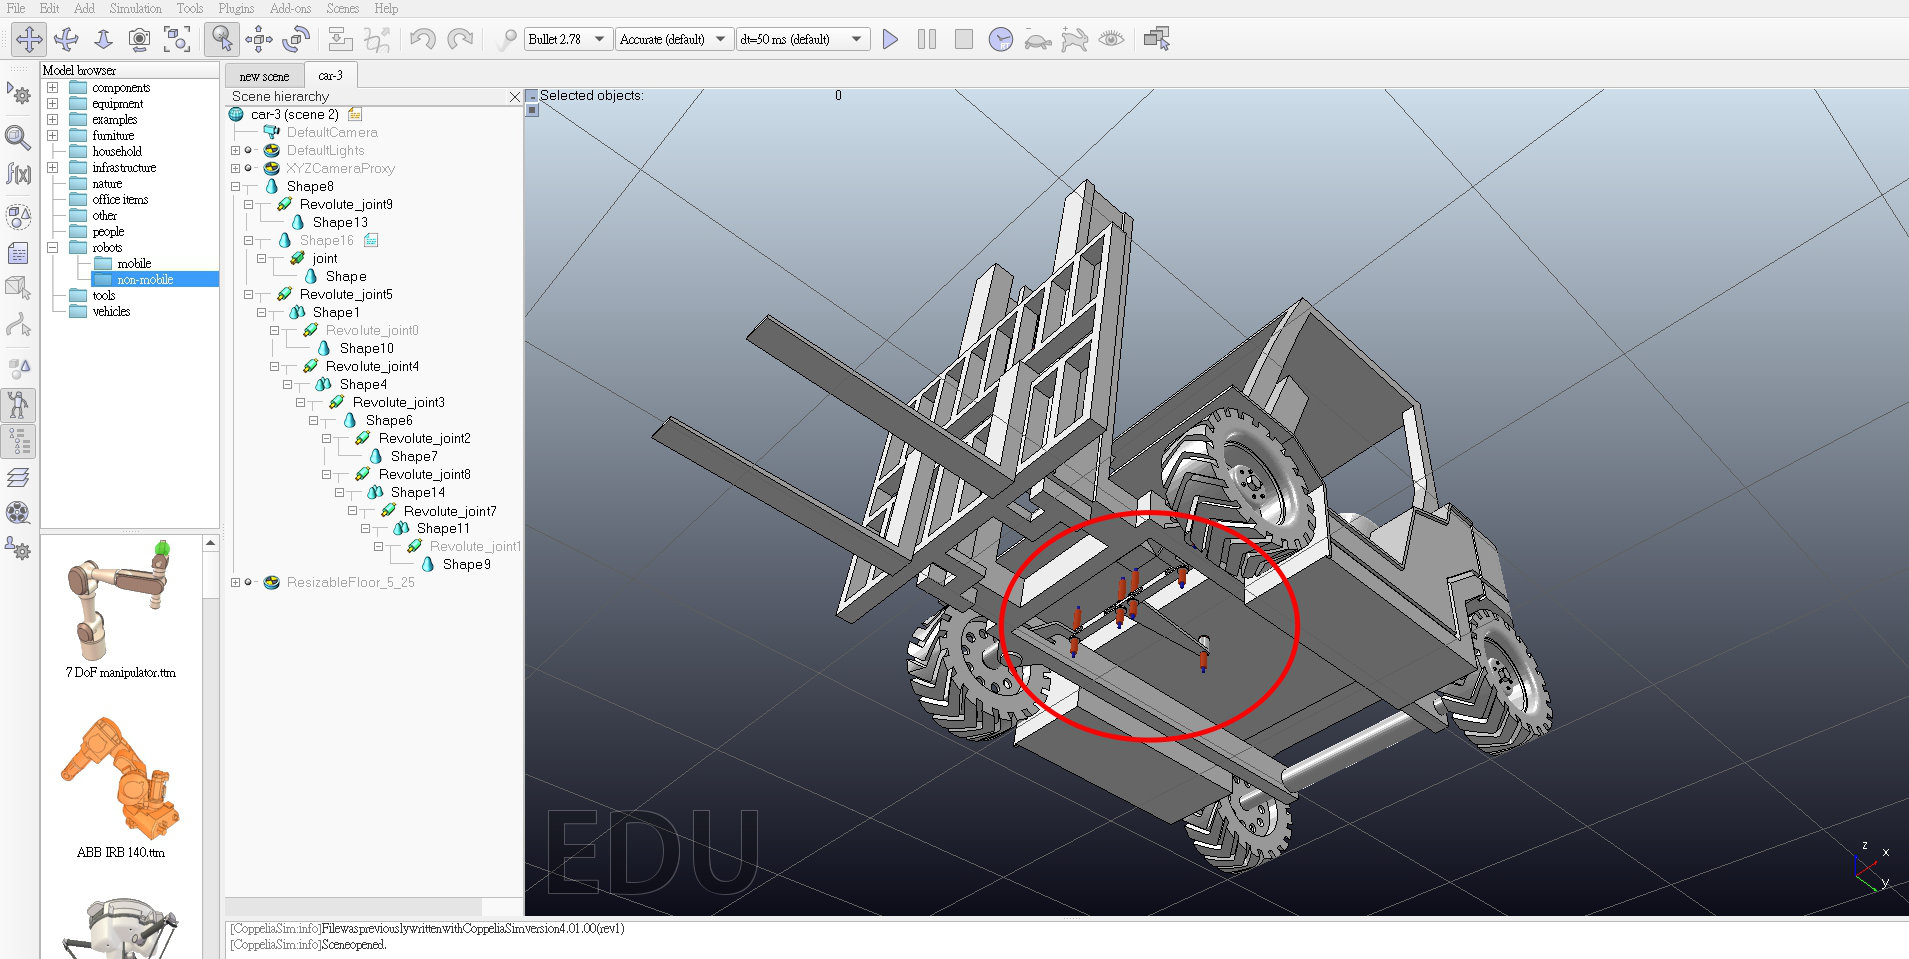 File Edit Add Simulation Tools Plugins Add-ons Scenes Help
Bullet 2.78 Accurate (default) dt=50 ms (default)
Model browser
components
equipment
examples
furniture
household
infrastructure
nature
office items
other
people
robots
mobile
non-mobile
tools
vehicles
7 DoF manipulator.ttm
ABB IRB 140.ttm
new scene car-3
Scene hierarchy
car-3 (scene 2)
DefaultCamera
DefaultLights
XYZCameraProxy
Shape8
Revolute_joint9
Shape13
Shape16
joint
Shape
Revolute_joint5
Shape1
Revolute_joint0
Shape10
Revolute_joint4
Shape4
Revolute_joint3
Shape6
Revolute_joint2
Shape7
Revolute_joint8
Shape14
Revolute_joint7
Shape11
Revolute_joint1
Shape9
ResizableFloor_5_25
Selected objects: 0
EDU
z
x
y
[CoppeliaSim:info]FilewaspreviouslywrittenwithCoppeliaSimversion4.01.00(rev1)
[CoppeliaSim:info]Sceneopened.